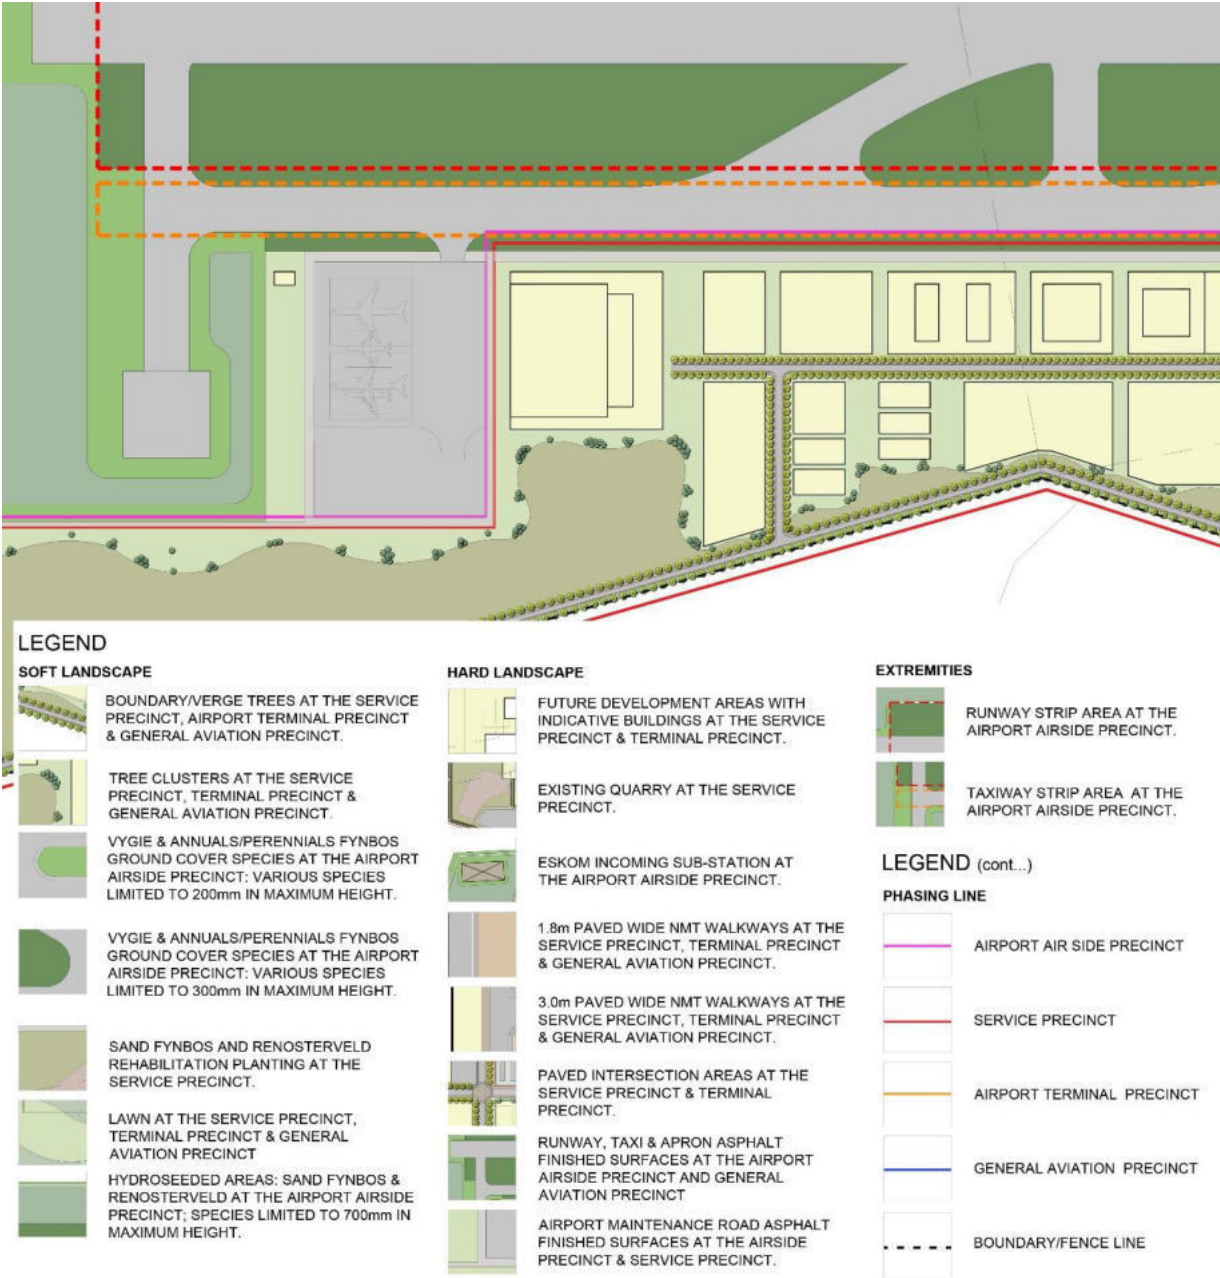 LEGEND
SOFT LANDSCAPE
BOUNDARY/VERGE TREES AT THE SERVICE
PRECINCT, AIRPORT TERMINAL PRECINCT
& GENERAL AVIATION PRECINCT.
TREE CLUSTERS AT THE SERVICE
PRECINCT, TERMINAL PRECINCT &
GENERAL AVIATION PRECINCT.
VYGIE & ANNUALS/PERENNIALS FYNBOS
GROUND COVER SPECIES AT THE AIRPORT
AIRSIDE PRECINCT: VARIOUS SPECIES
LIMITED TO 200mm IN MAXIMUM HEIGHT.
VYGIE & ANNUALS/PERENNIALS FYNBOS
GROUND COVER SPECIES AT THE AIRPORT
AIRSIDE PRECINCT: VARIOUS SPECIES
LIMITED TO 300mm IN MAXIMUM HEIGHT.
SAND FYNBOS AND RENOSTERVELD
REHABILITATION PLANTING AT THE
SERVICE PRECINCT.
LAWN AT THE SERVICE PRECINCT,
TERMINAL PRECINCT & GENERAL
AVIATION PRECINCT
HYDROSEEDED AREAS: SAND FYNBOS &
RENOSTERVELD AT THE AIRPORT AIRSIDE
PRECINCT; SPECIES LIMITED TO 700mm IN
MAXIMUM HEIGHT.
HARD LANDSCAPE
FUTURE DEVELOPMENT AREAS WITH
INDICATIVE BUILDINGS AT THE SERVICE
PRECINCT & TERMINAL PRECINCT.
EXISTING QUARRY AT THE SERVICE
PRECINCT.
ESKOM INCOMING SUB-STATION AT
THE AIRPORT AIRSIDE PRECINCT.
1.8m PAVED WIDE NMT WALKWAYS AT THE
SERVICE PRECINCT, TERMINAL PRECINCT
& GENERAL AVIATION PRECINCT.
3.0m PAVED WIDE NMT WALKWAYS AT THE
SERVICE PRECINCT, TERMINAL PRECINCT
& GENERAL AVIATION PRECINCT.
PAVED INTERSECTION AREAS AT THE
SERVICE PRECINCT & TERMINAL
PRECINCT.
RUNWAY, TAXI & APRON ASPHALT
FINISHED SURFACES AT THE AIRPORT
AIRSIDE PRECINCT AND GENERAL
AVIATION PRECINCT
AIRPORT MAINTENANCE ROAD ASPHALT
FINISHED SURFACES AT THE AIRSIDE
PRECINCT & SERVICE PRECINCT.
EXTREMITIES
RUNWAY STRIP AREA AT THE
AIRPORT AIRSIDE PRECINCT.
TAXIWAY STRIP AREA AT THE
AIRPORT AIRSIDE PRECINCT.
LEGEND (cont...)
PHASING LINE
AIRPORT AIR SIDE PRECINCT
SERVICE PRECINCT
AIRPORT TERMINAL PRECINCT
GENERAL AVIATION PRECINCT
BOUNDARY/FENCE LINE